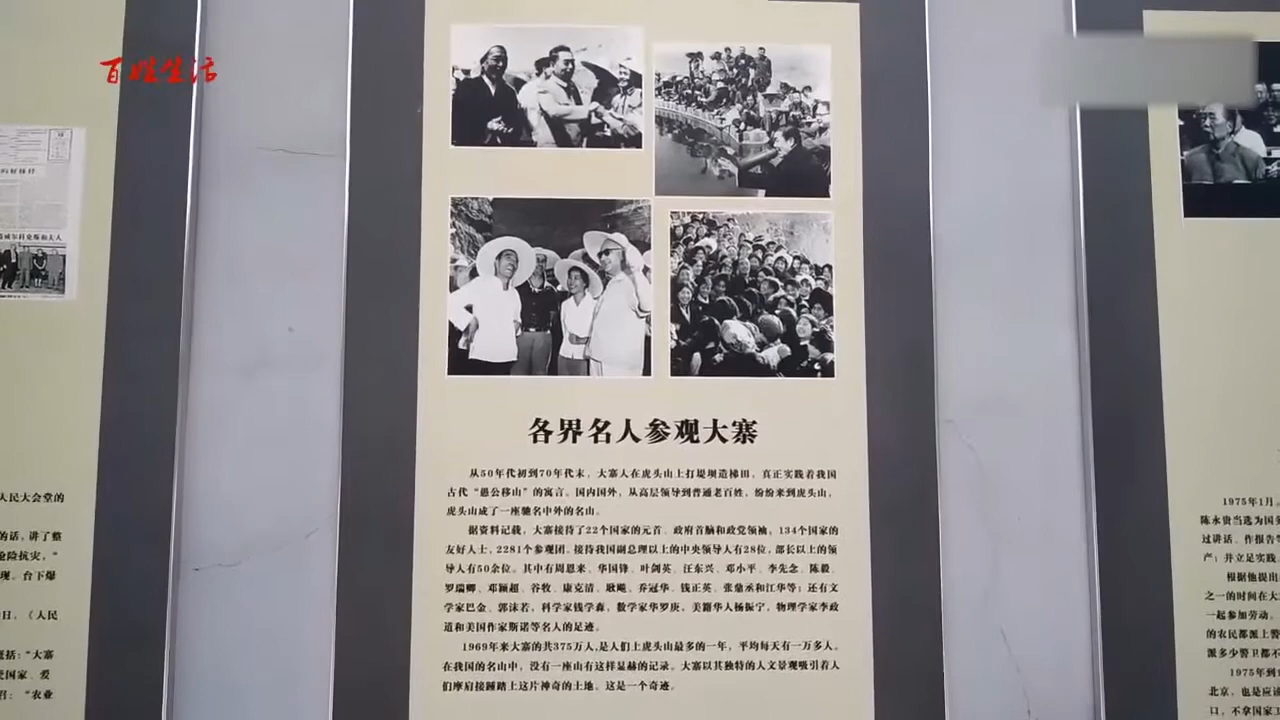 百姓生活
的好榜样
威尔科克斯和夫人
人民大会堂的
的话，讲了整
抢险抗灾，"
现。台下爆
日，《人民
括："大寨
国家、爱
召："农业
各界名人参观大寨
从50年代初到70年代末，大寨人在虎头山上打堤坝造梯田，真正实践着我国
古代"愚公移山"的寓言。国内国外，从高层领导到普通老百姓，纷纷来到虎头山，
虎头山成了一座驰名中外的名山。
据资料记载，大寨接待了22个国家的元首、政府首脑和政党领袖，134个国家的
友好人士，2281个参观团。接待我国副总理以上的中央领导人有28位，部长以上的领
导人有50余位。其中有周恩来、华国锋、叶剑英、汪东兴、邓小平、李先念、陈毅、
罗瑞卿、邓颖超、谷牧、康克清、耿飚、乔冠华、钱正英、张鼎丞和江华等；还有文
学家巴金、郭沫若，科学家钱学森，数学家华罗庚，美籍华人杨振宁，物理学家李政
道和美国作家斯诺等名人的足迹。
1969年来大寨的共375万人,是人们上虎头山最多的一年，平均每天有一万多人。
在我国的名山中，没有一座山有这样显赫的记录。大寨以其独特的人文景观吸引着人
们摩肩接踵踏上这片神奇的土地。这是一个奇迹。
1975年1月，
陈永贵当选为国务
过讲话、作报告等
产；并立足实践
根据他提出
之一的时间在大
一起参加劳动。
的农民都派上警
派多少警卫都不
1975年到
北京，也是应该
口，不拿国家工